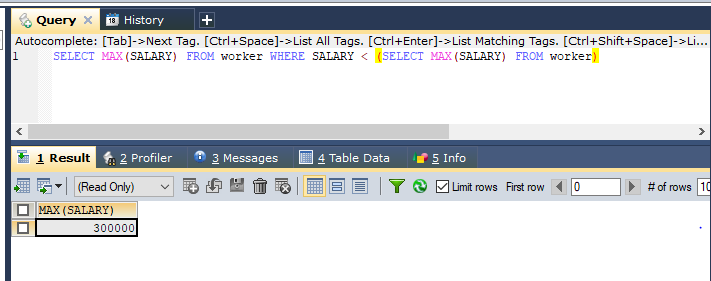 Query
History
Autocomplete: [Tab]->Next Tag. [Ctrl+Space]->List All Tags. [Ctrl+Enter]->List Matching Tags. [Ctrl+Shift+Space]->Li...
1 SELECT MAX(SALARY) FROM worker WHERE SALARY < (SELECT MAX(SALARY) FROM worker)
1 Result 2 Profiler 3 Messages 4 Table Data 5 Info
(Read Only) Limit rows First row 0 # of rows 10
MAX(SALARY)
300000